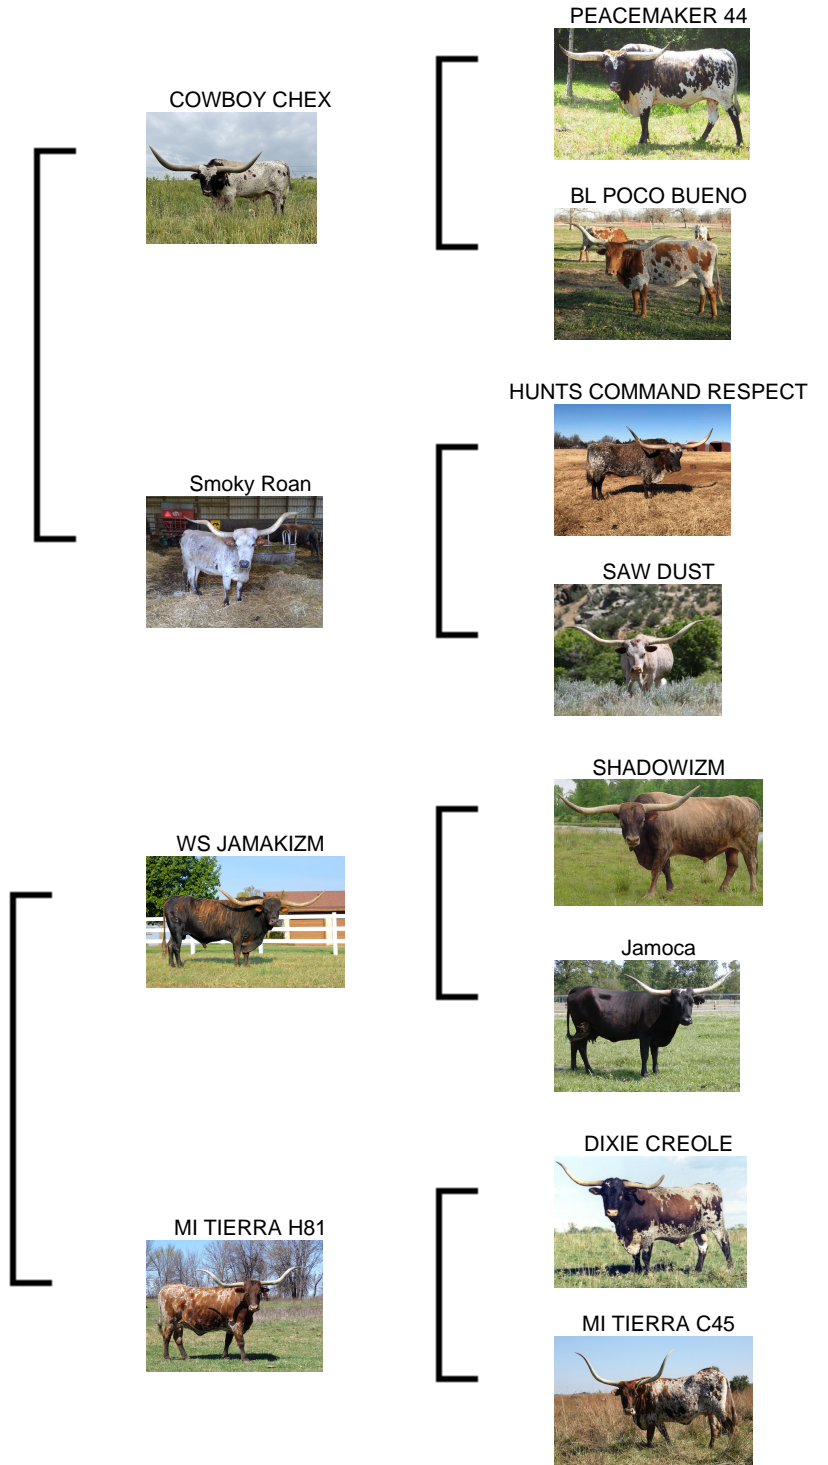 PEACEMAKER 44
COWBOY CHEX
BL POCO BUENO
HUNTS COMMAND RESPECT
Smoky Roan
SAW DUST
SHADOWIZM
WS JAMAKIZM
Jamoca
DIXIE CREOLE
MI TIERRA H81
MI TIERRA C45